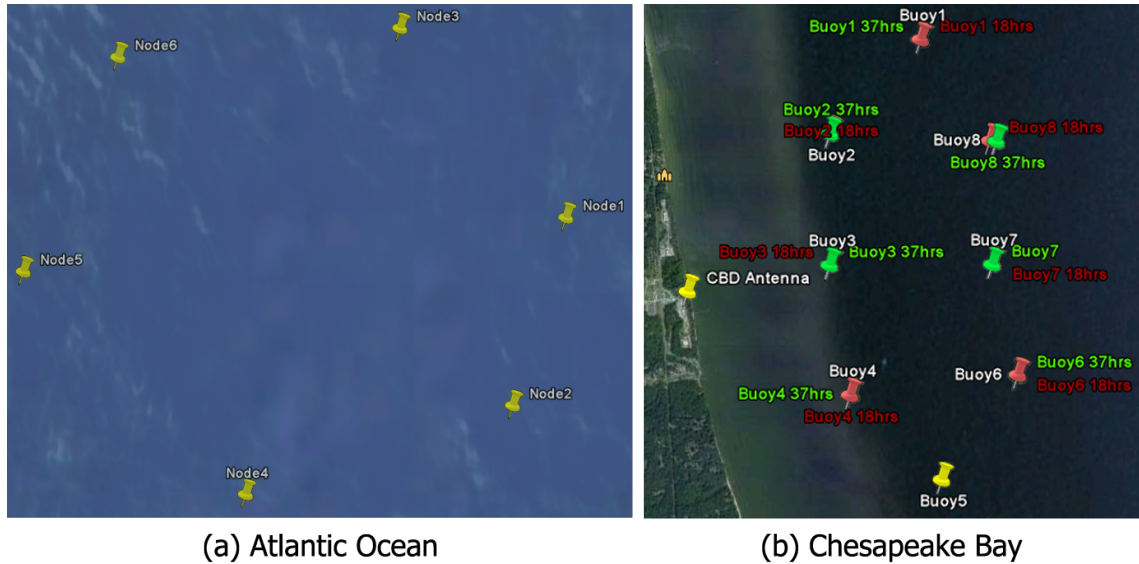 Node3
Node6
Node1
Node5
Node2
Node4
(a) Atlantic Ocean
Buoy1
Buoy1 37hrs
Buoy1 18hrs
Buoy2 37hrs
Buoy2 18hrs
Buoy2
Buoy8 18hrs
Buoy8
Buoy8 37hrs
Buoy3
Buoy3 18hrs
Buoy3 37hrs
Buoy7
Buoy7
Buoy7 18hrs
CBD Antenna
Buoy4
Buoy4 37hrs
Buoy4 18hrs
Buoy6 37hrs
Buoy6
Buoy6 18hrs
Buoy5
(b) Chesapeake Bay